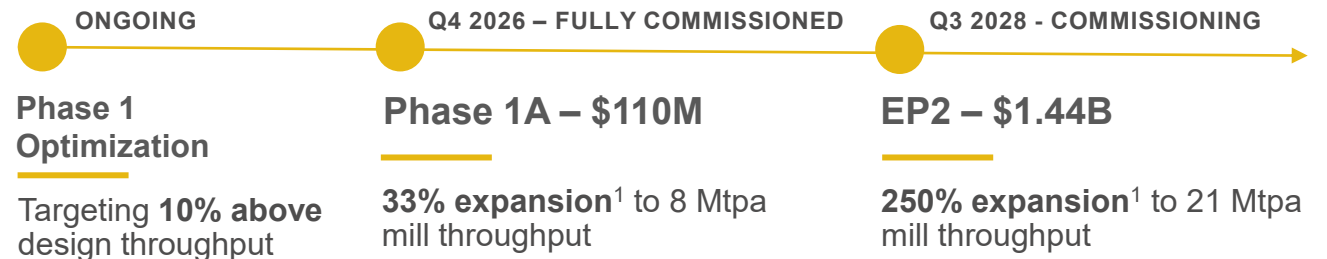 ONGOING
Q4 2026 – FULLY COMMISSIONED
Q3 2028 - COMMISSIONING
Phase 1
Optimization
Targeting 10% above
design throughput
Phase 1A – $110M
33% expansion¹ to 8 Mtpa
mill throughput
EP2 – $1.44B
250% expansion¹ to 21 Mtpa
mill throughput